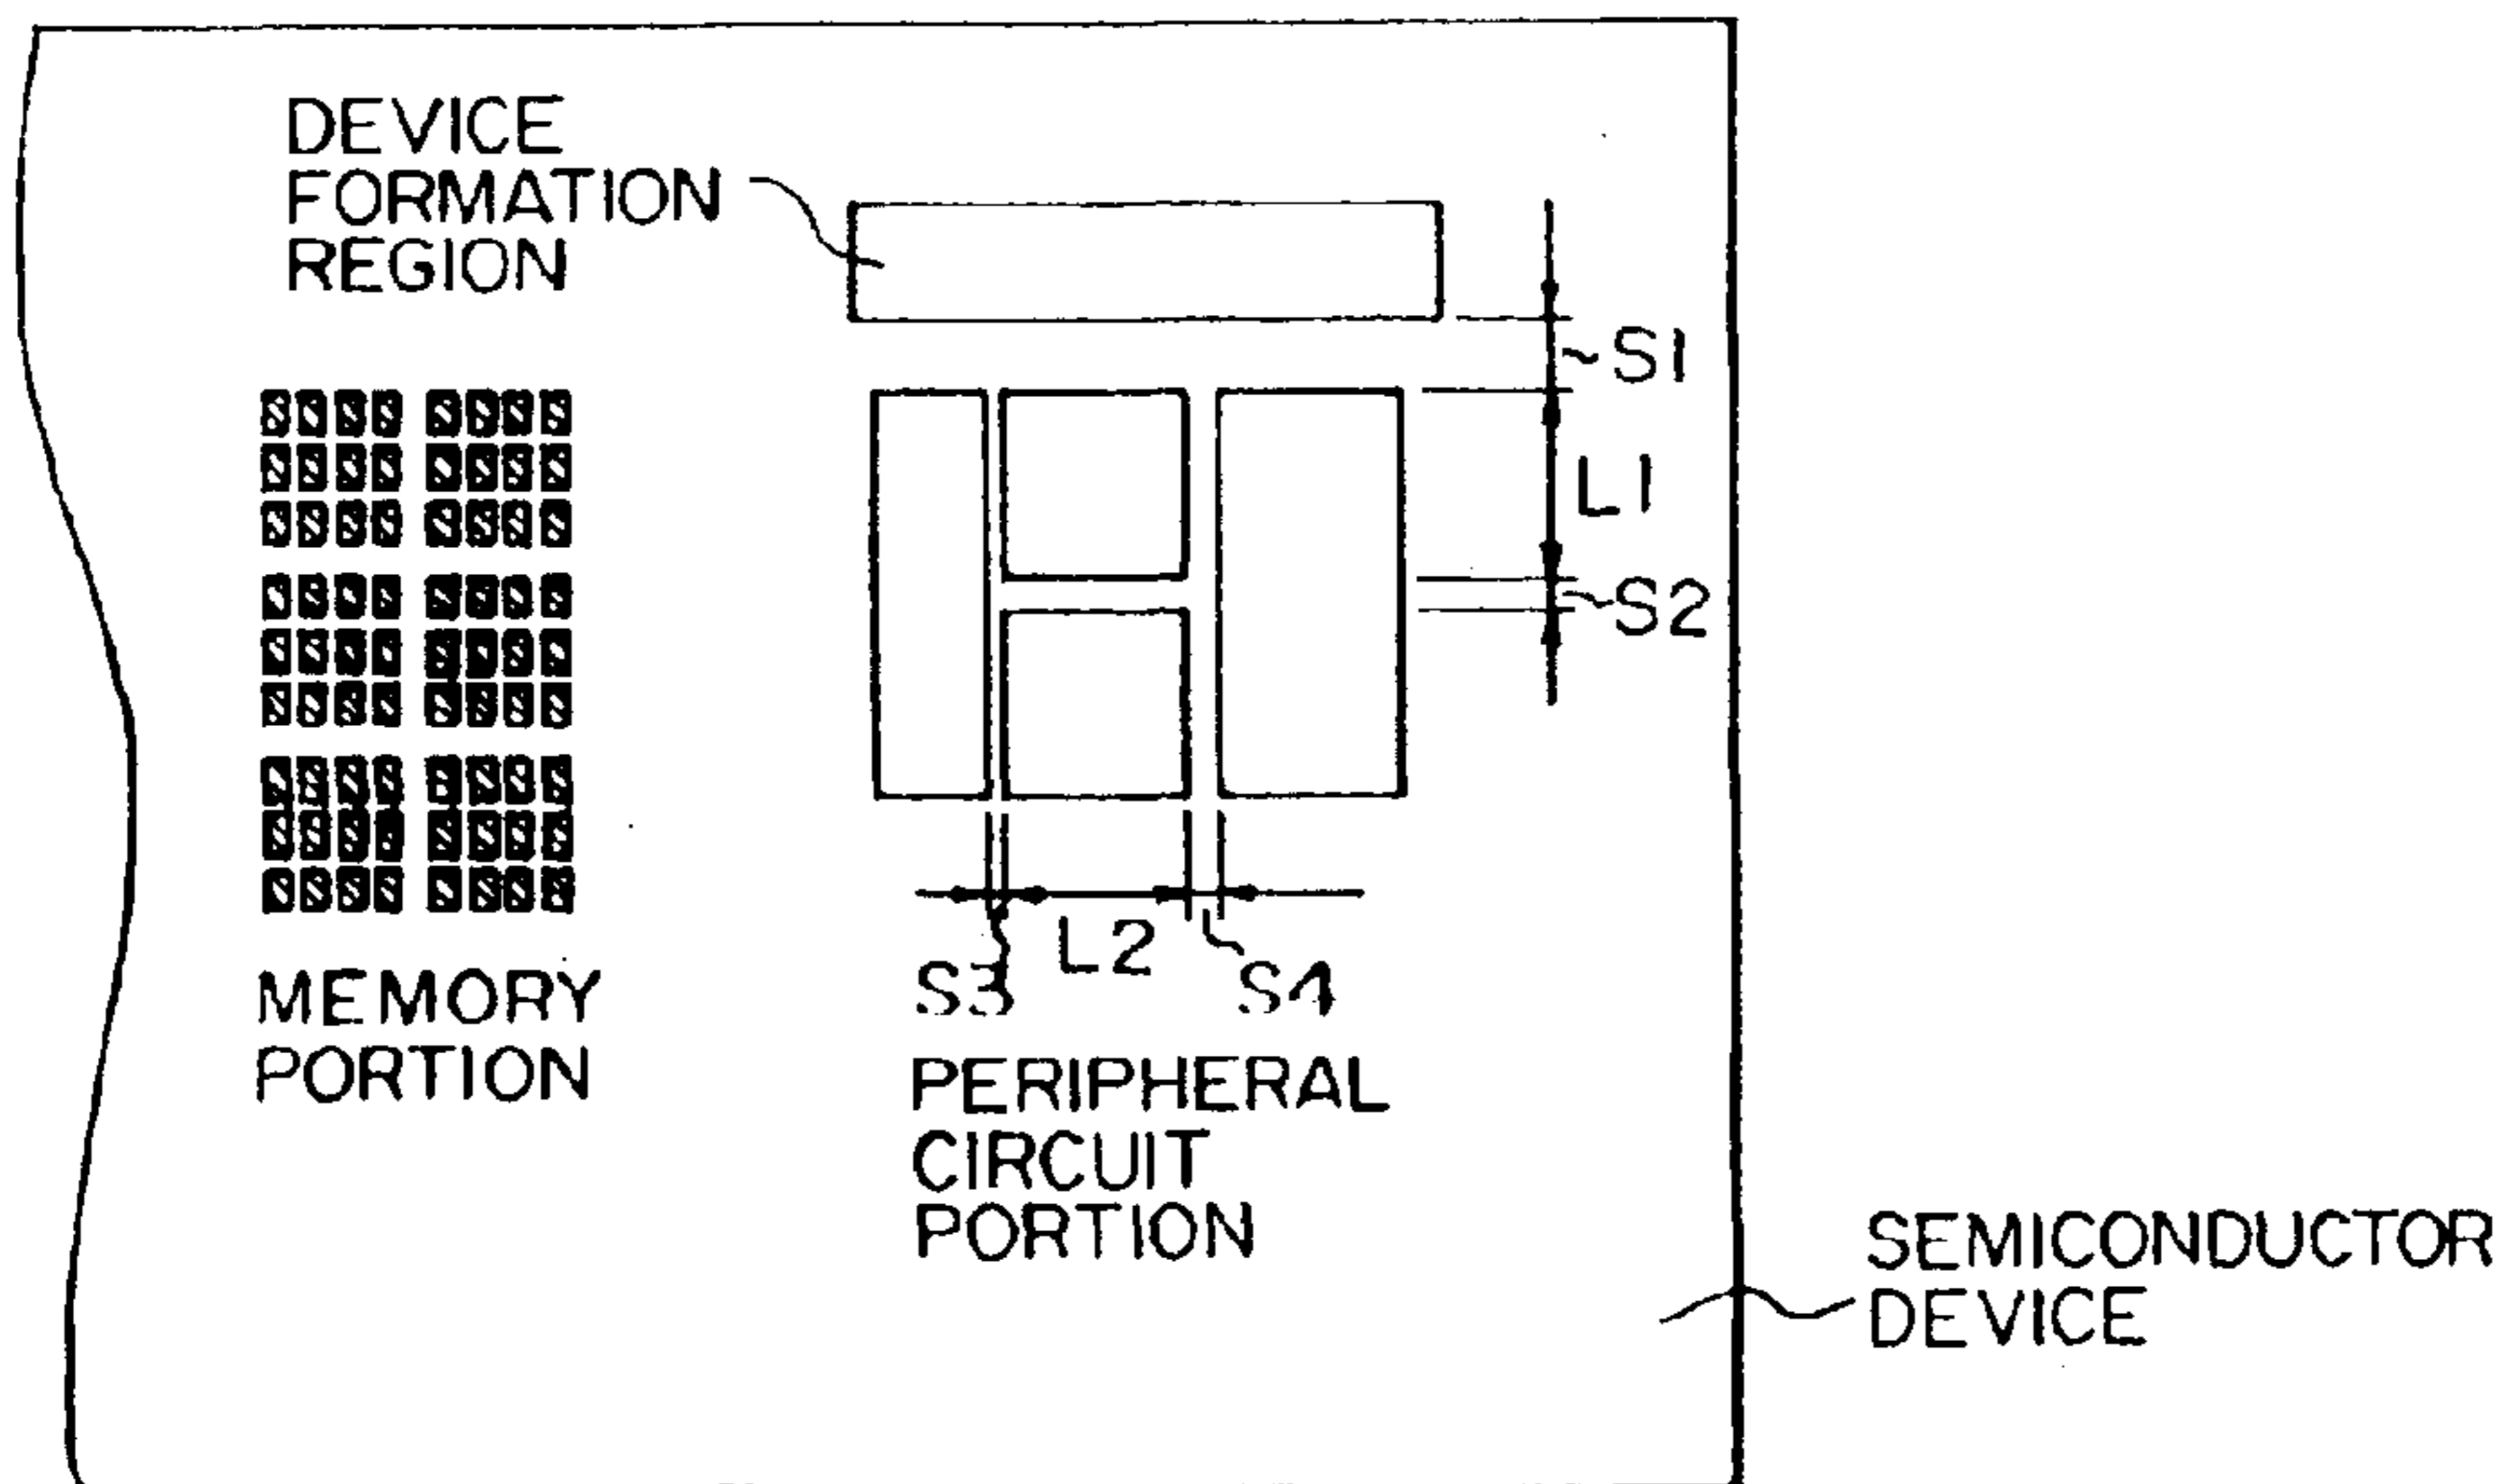 DEVICE
FORMATION
REGION
S1
L1
S2
L2
S3
S4
MEMORY
PORTION
PERIPHERAL
CIRCUIT
PORTION
SEMICONDUCTOR
DEVICE